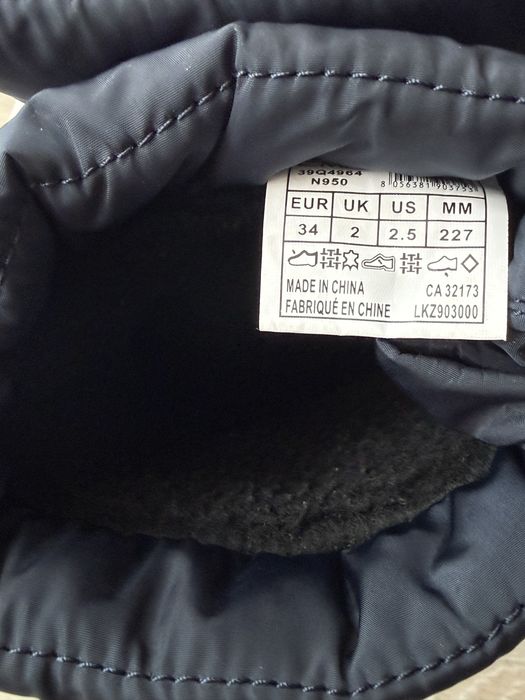 39Q4964
N950
8 056381 903753
EUR UK US MM
34 2 2.5 227
MADE IN CHINA CA 32173
FABRIQUÉ EN CHINE LKZ903000